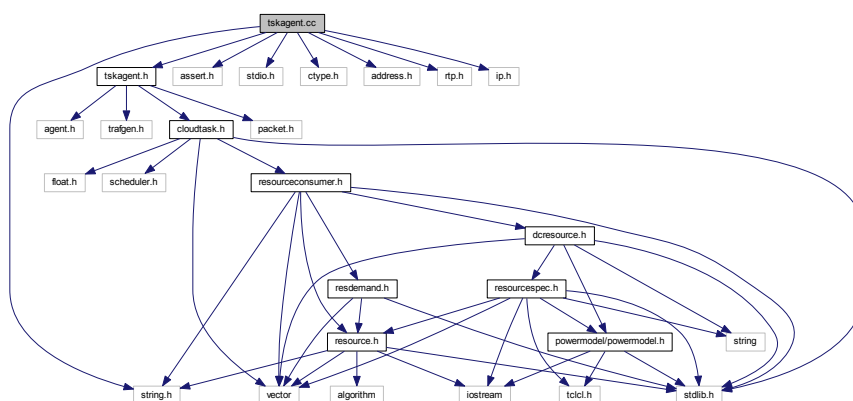 tskagent.cc
tskagent.h
assert.h
stdio.h
ctype.h
address.h
rtp.h
ip.h
agent.h
trafgen.h
cloudtask.h
packet.h
float.h
scheduler.h
resourceconsumer.h
dcresource.h
resdemand.h
resourcespec.h
resource.h
powermodel/powermodel.h
string
string.h
vector
algorithm
iostream
tclcl.h
stdlib.h